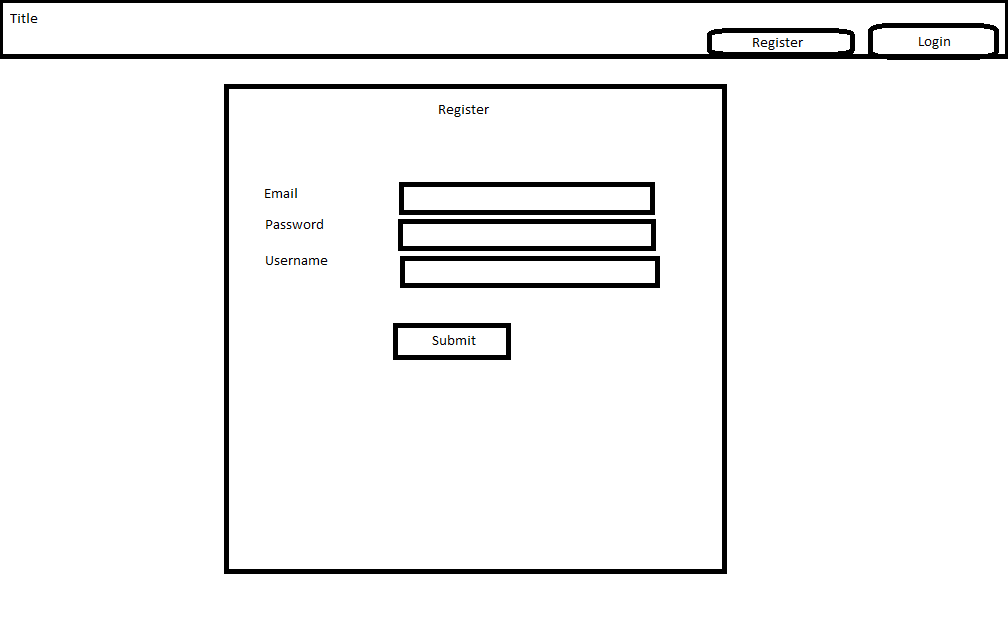 Title
Register
Login
Register
Email
Password
Username
Submit